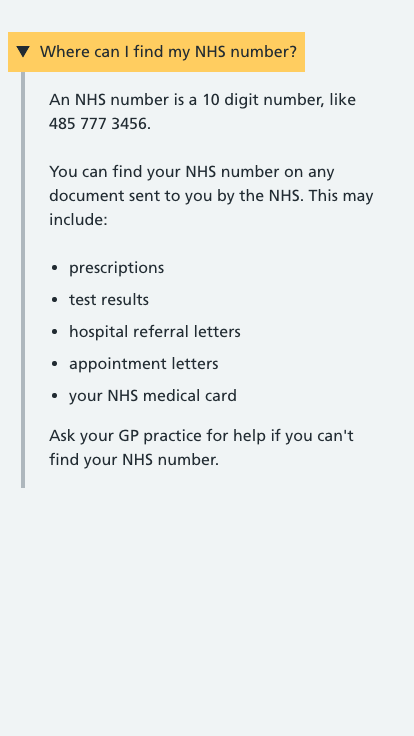 Where can I find my NHS number?
An NHS number is a 10 digit number, like
485 777 3456.
You can find your NHS number on any
document sent to you by the NHS. This may
include:
prescriptions
test results
hospital referral letters
appointment letters
your NHS medical card
Ask your GP practice for help if you can't
find your NHS number.